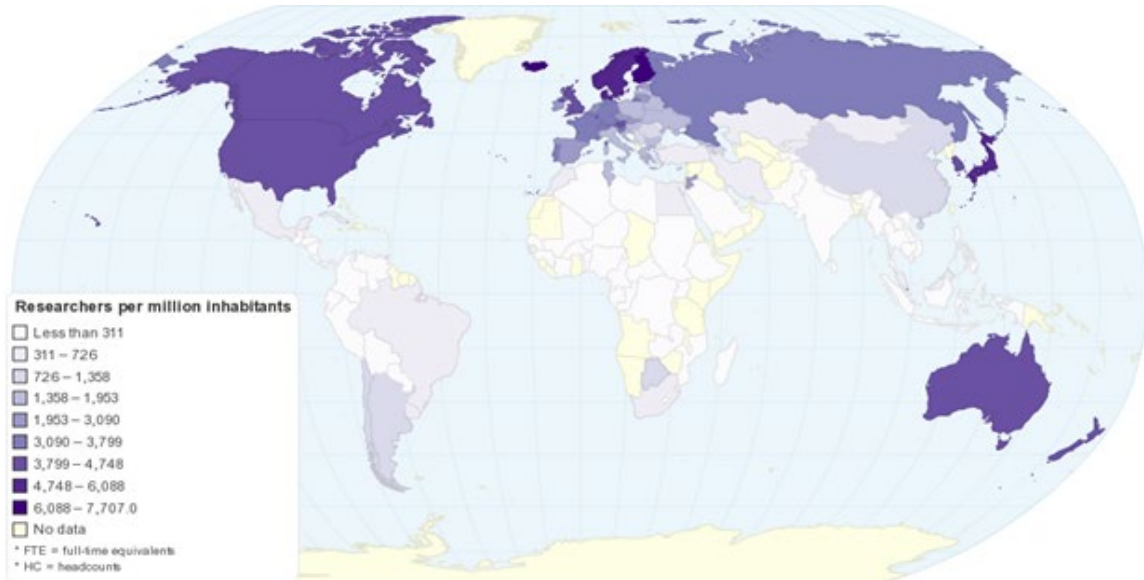 Researchers per million inhabitants
Less than 311
311 – 726
726 – 1,358
1,358 – 1,953
1,953 – 3,090
3,090 – 3,799
3,799 – 4,748
4,748 – 6,088
6,088 – 7,707.0
No data
* FTE = full-time equivalents
* HC = headcounts